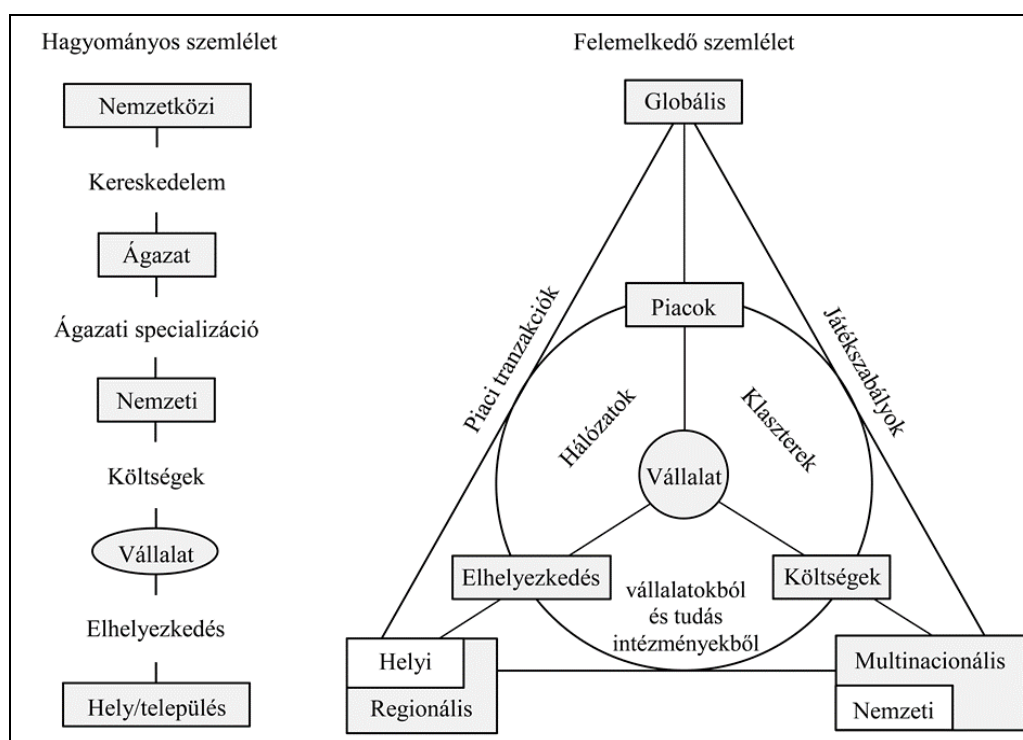 Hagyományos szemlélet
Nemzetközi
Kereskedelem
Ágazat
Ágazati specializáció
Nemzeti
Költségek
Vállalat
Elhelyezkedés
Hely/település
Felemelkedő szemlélet
Globális
Piacok
Piaci tranzakciók
Játékszabályok
Hálózatok
Klaszterek
Vállalat
Elhelyezkedés
Költségek
vállalatokból
és tudás
intézményekből
Helyi
Regionális
Multinacionális
Nemzeti